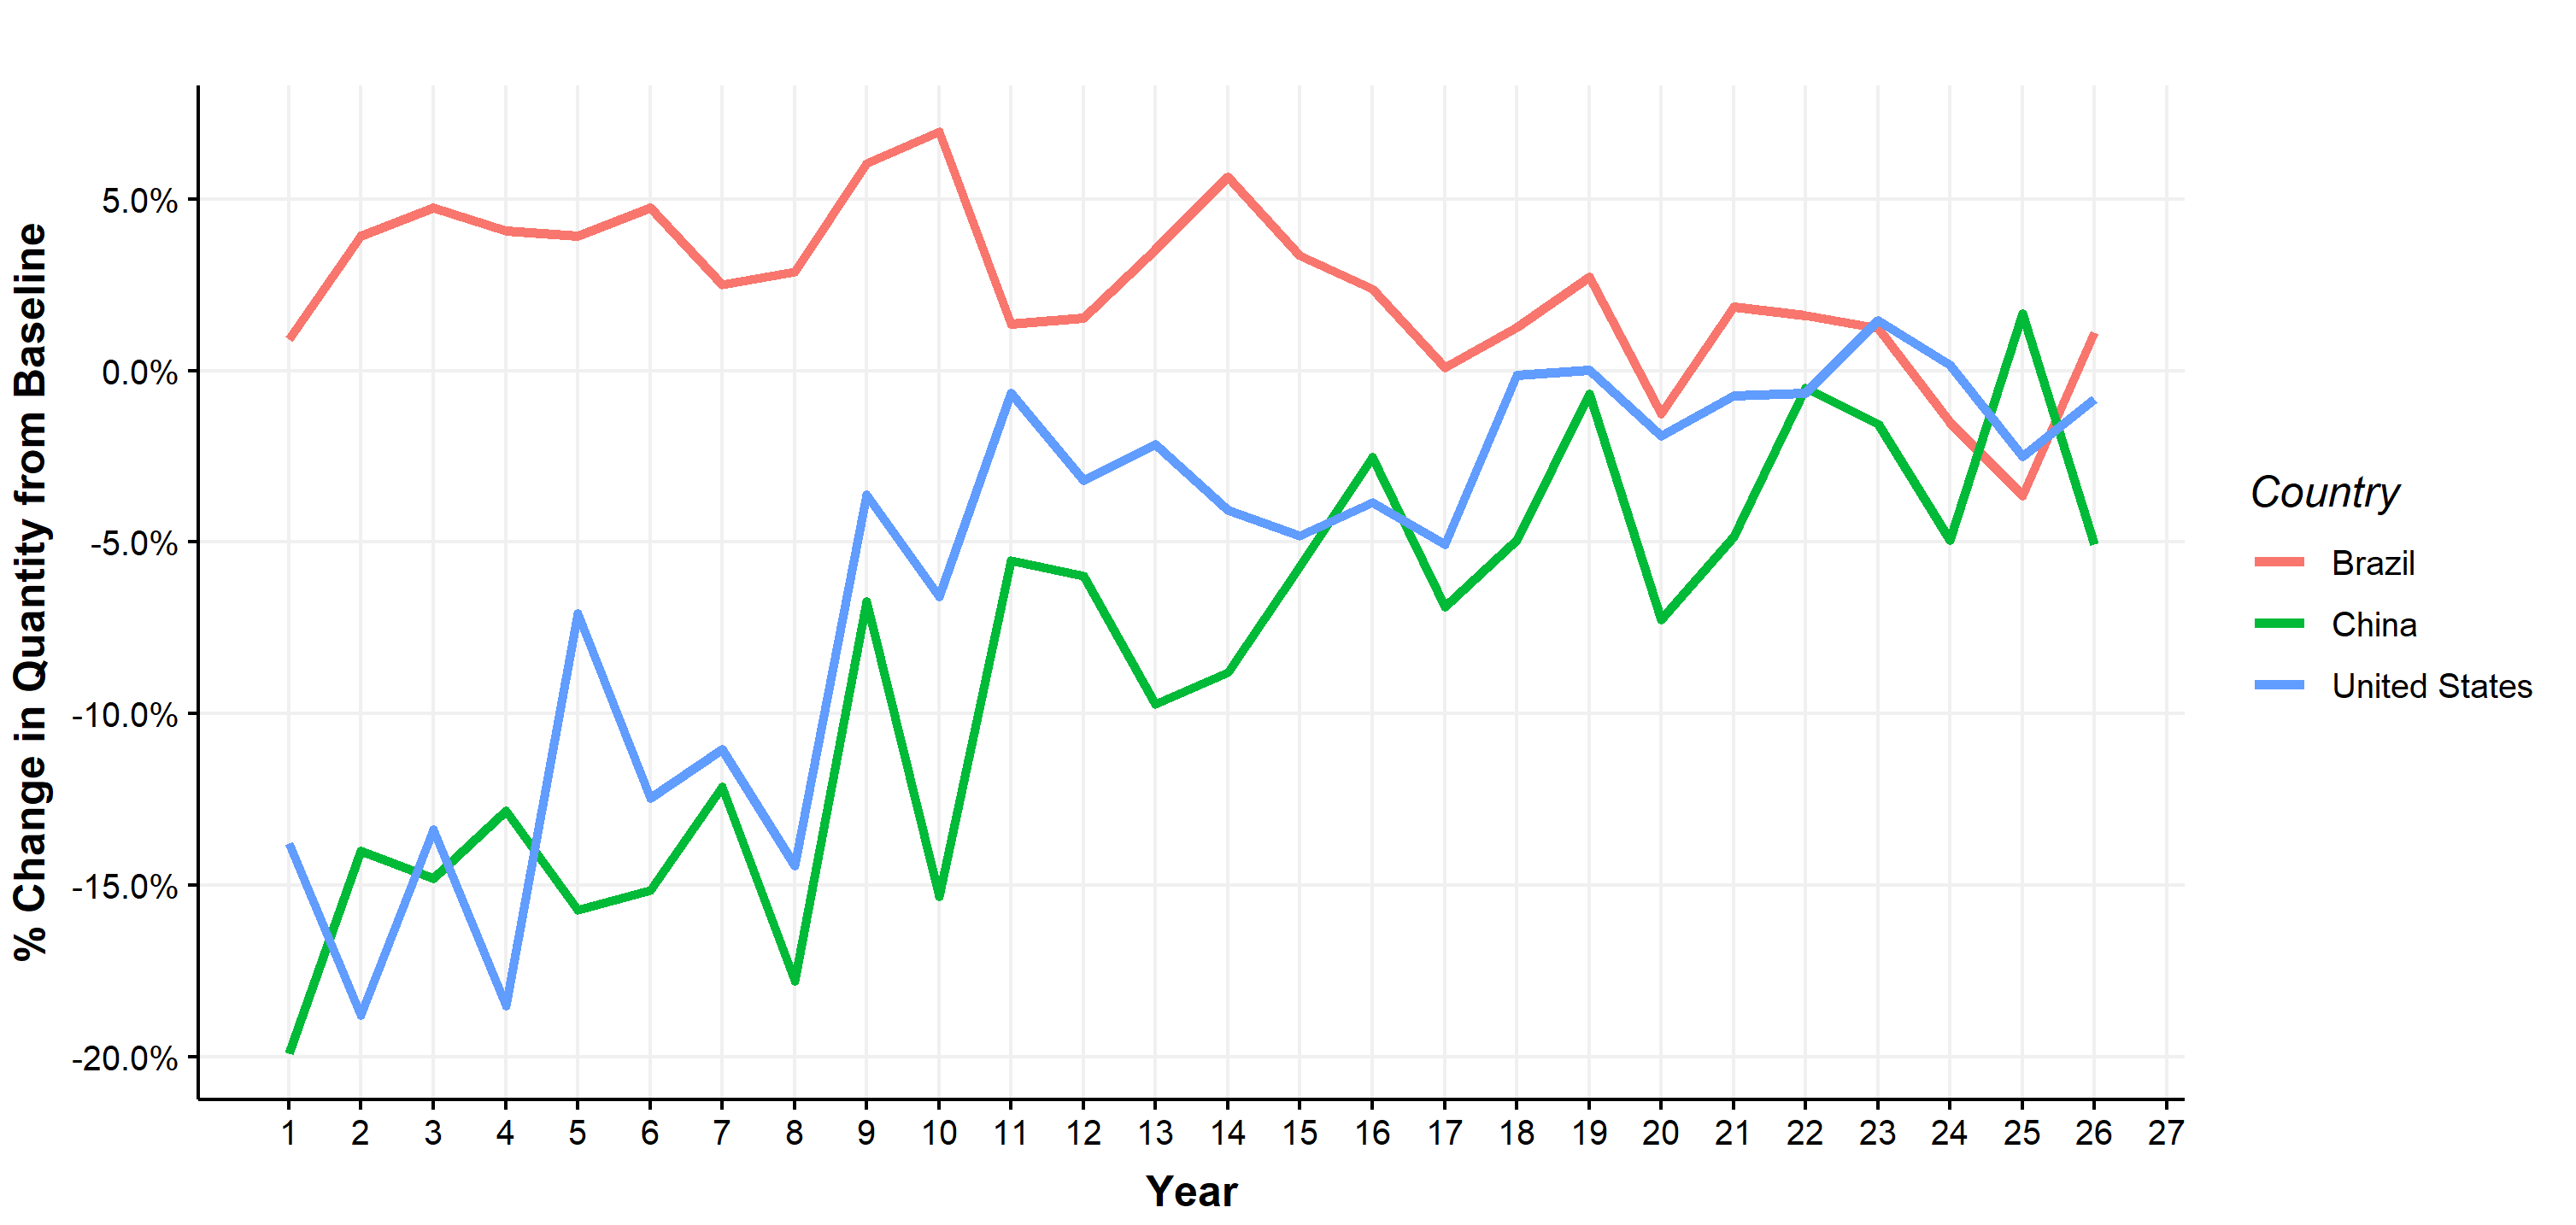 % Change in Quantity from Baseline
5.0%
0.0%
-5.0%
-10.0%
-15.0%
-20.0%
1 2 3 4 5 6 7 8 9 10 11 12 13 14 15 16 17 18 19 20 21 22 23 24 25 26 27
Year
Country
Brazil
China
United States